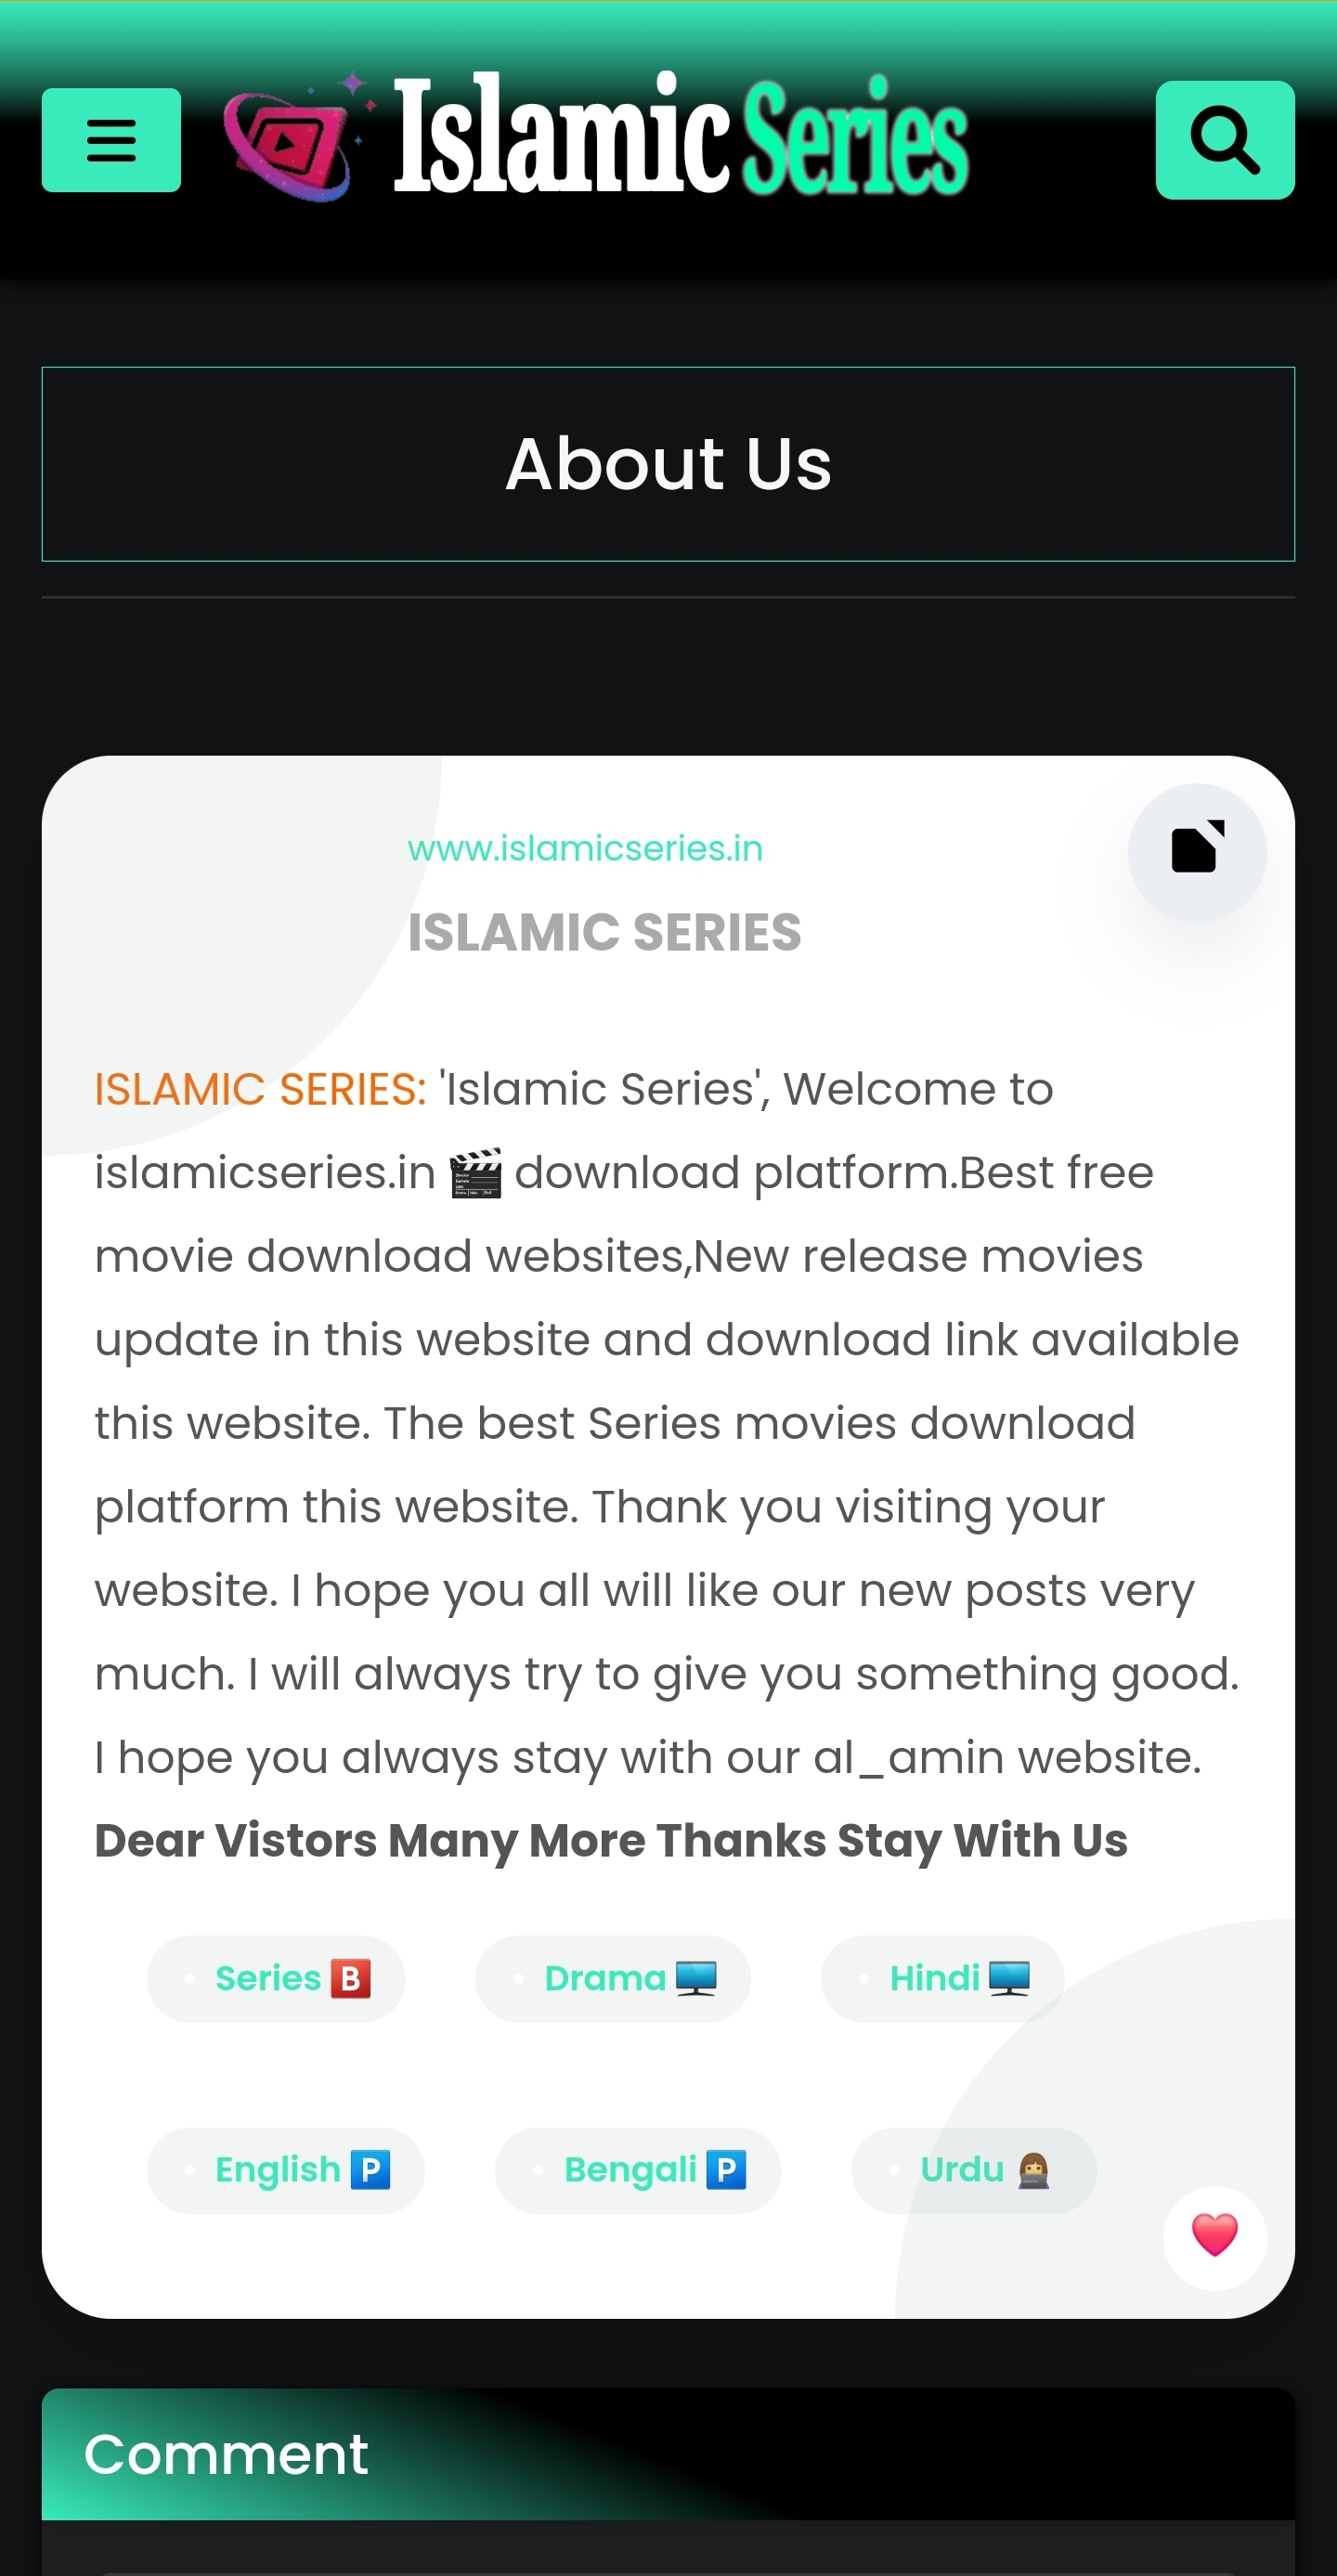 Islamic Series
About Us
www.islamicseries.in
ISLAMIC SERIES
ISLAMIC SERIES: 'Islamic Series', Welcome to
islamicseries.in 🎬 download platform.Best free
movie download websites,New release movies
update in this website and download link available
this website. The best Series movies download
platform this website. Thank you visiting your
website. I hope you all will like our new posts very
much. I will always try to give you something good.
I hope you always stay with our al_amin website.
Dear Vistors Many More Thanks Stay With Us
Series 🅱️ Drama 🖥️ Hindi 🖥️
English 🅿️ Bengali 🅿️ Urdu 👩🏽‍💻
Comment